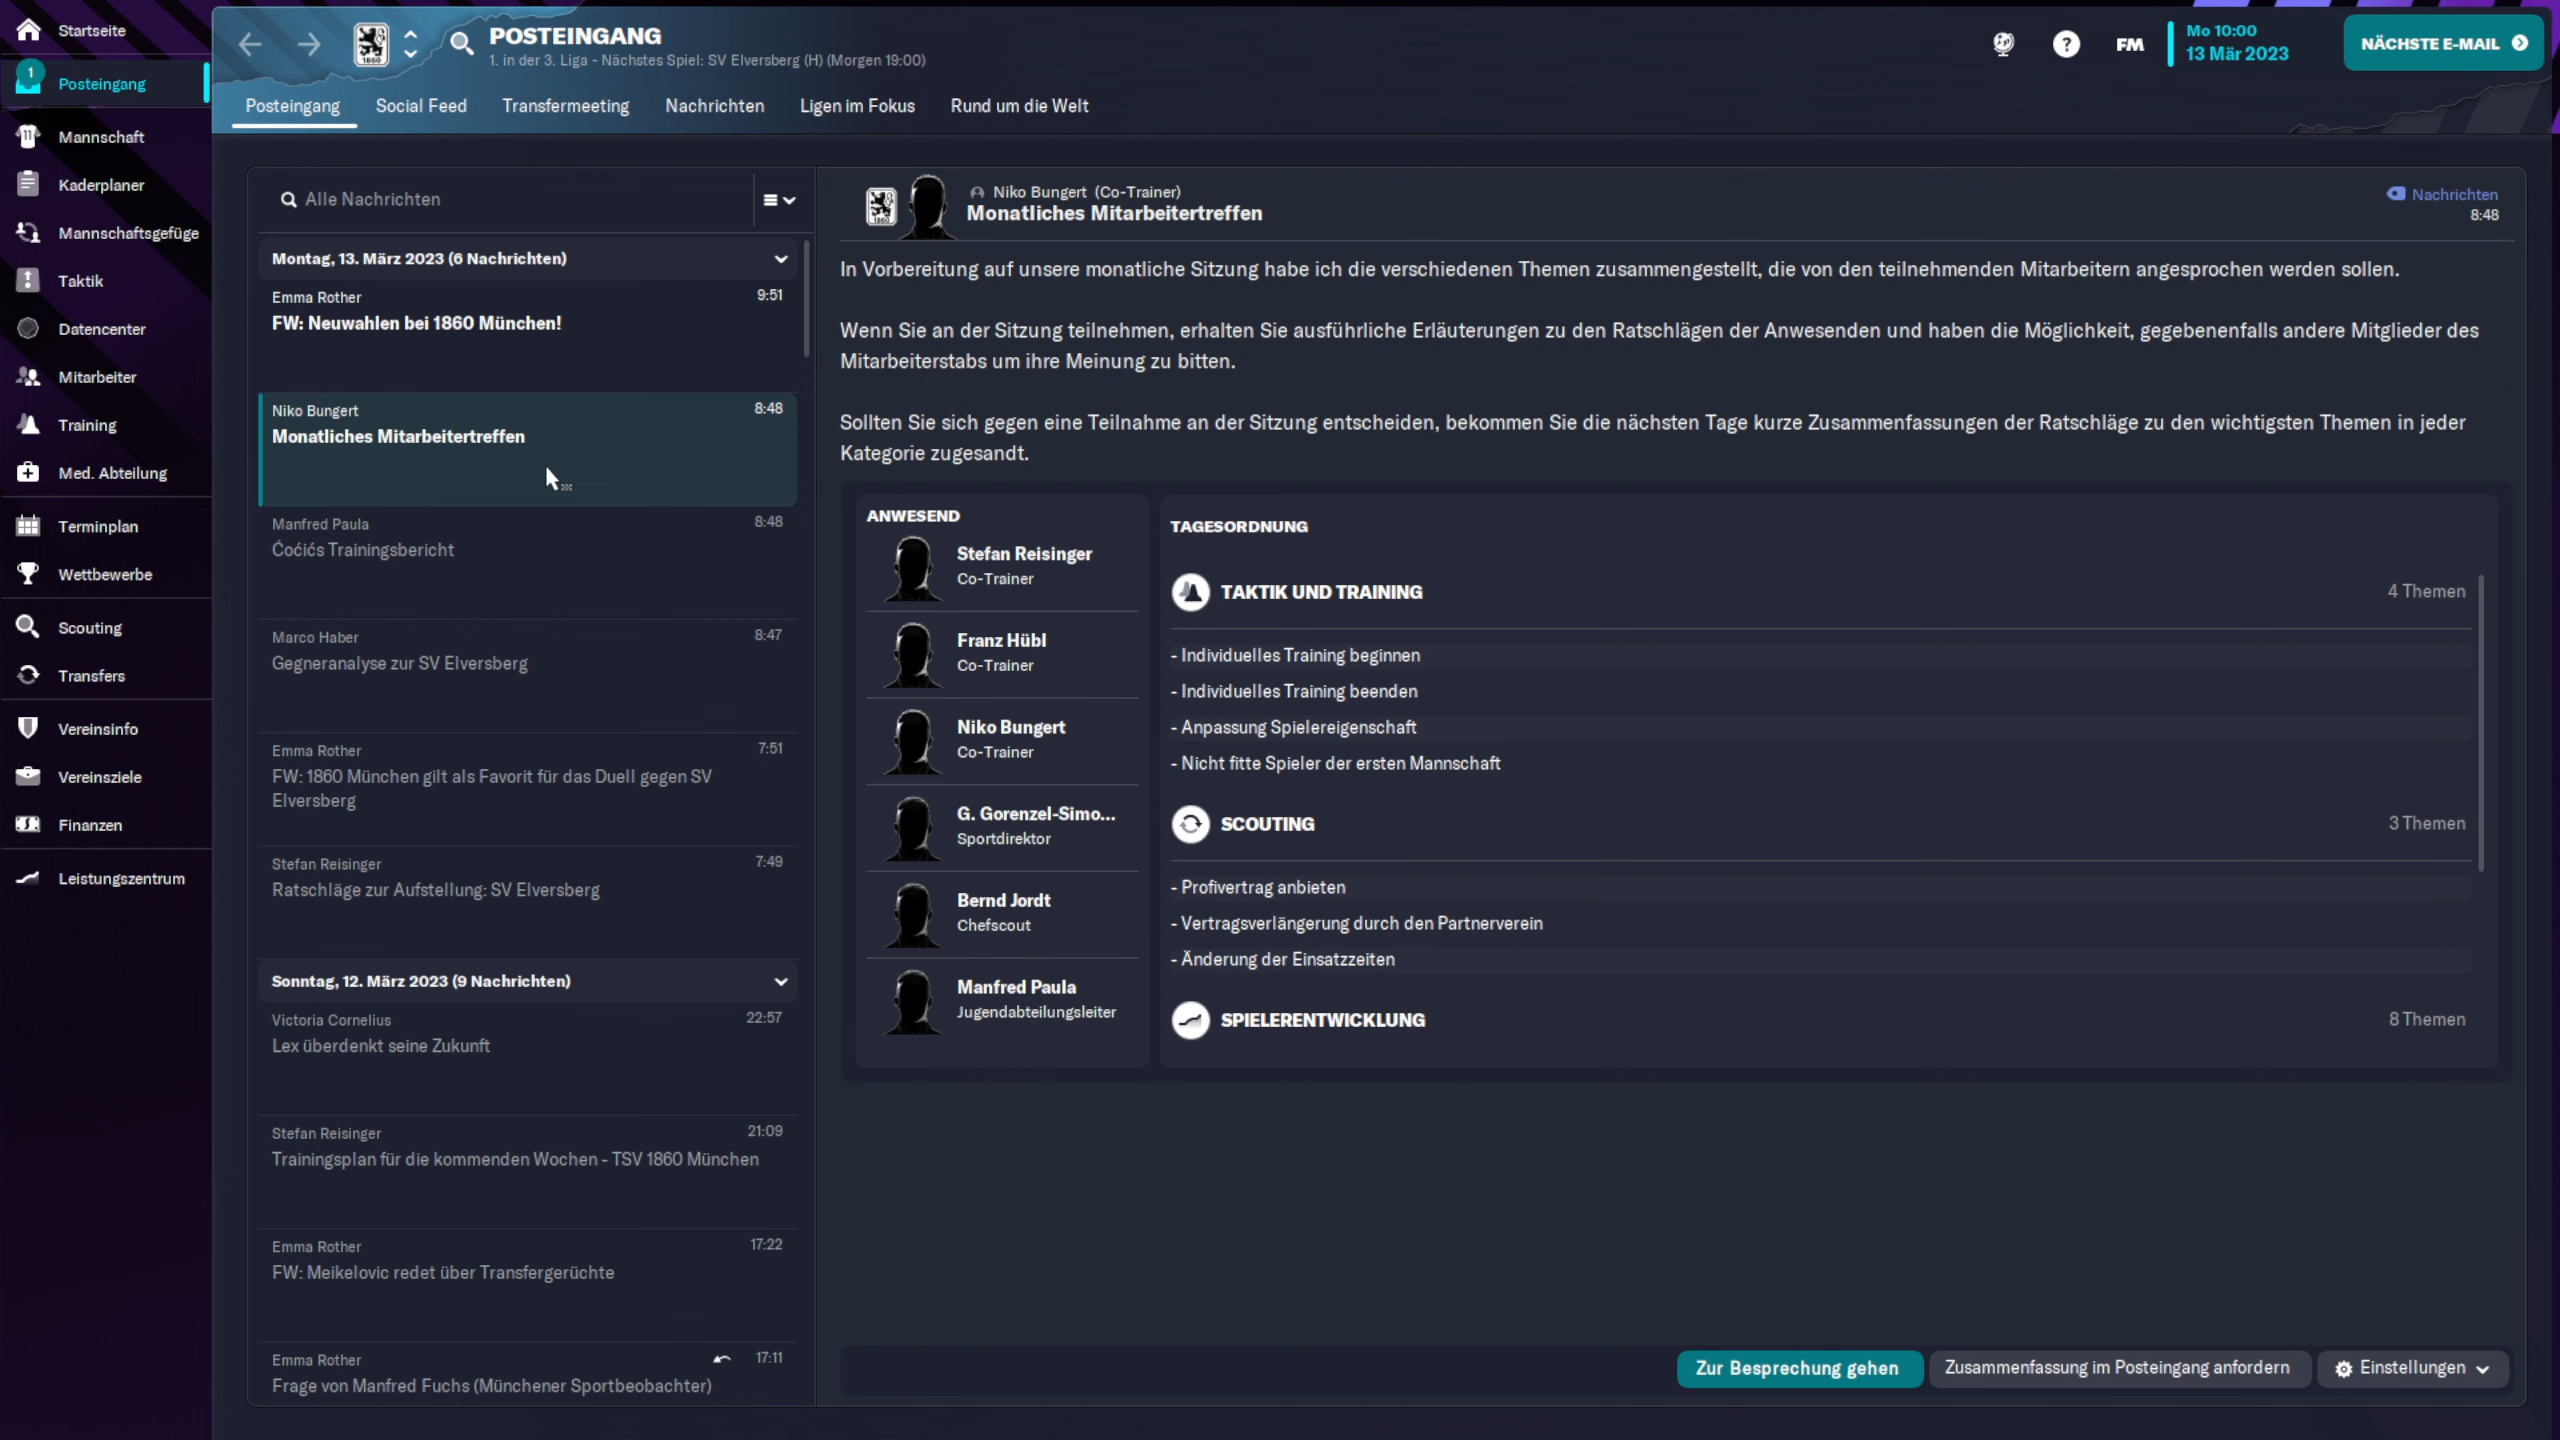 Startseite
1
Posteingang
Mannschaft
Kaderplaner
Mannschaftsgefüge
Taktik
Datencenter
Mitarbeiter
Training
Med. Abteilung
Terminplan
Wettbewerbe
Scouting
Transfers
Vereinsinfo
Vereinsziele
Finanzen
Leistungszentrum
POSTEINGANG
1. in der 3. Liga - Nächstes Spiel: SV Elversberg (H) (Morgen 19:00)
FM
Mo 10:00
13 Mär 2023
NÄCHSTE E-MAIL
Posteingang Social Feed Transfermeeting Nachrichten Ligen im Fokus Rund um die Welt
Alle Nachrichten
Montag, 13. März 2023 (6 Nachrichten)
Emma Rother 9:51
FW: Neuwahlen bei 1860 München!
Niko Bungert 8:48
Monatliches Mitarbeitertreffen
Manfred Paula 8:48
Ćoćićs Trainingsbericht
Marco Haber 8:47
Gegneranalyse zur SV Elversberg
Emma Rother 7:51
FW: 1860 München gilt als Favorit für das Duell gegen SV
Elversberg
Stefan Reisinger 7:49
Ratschläge zur Aufstellung: SV Elversberg
Sonntag, 12. März 2023 (9 Nachrichten)
Victoria Cornelius 22:57
Lex überdenkt seine Zukunft
Stefan Reisinger 21:09
Trainingsplan für die kommenden Wochen - TSV 1860 München
Emma Rother 17:22
FW: Meikelovic redet über Transfergerüchte
Emma Rother 17:11
Frage von Manfred Fuchs (Münchener Sportbeobachter)
Niko Bungert (Co-Trainer)
Monatliches Mitarbeitertreffen
Nachrichten
8:48
In Vorbereitung auf unsere monatliche Sitzung habe ich die verschiedenen Themen zusammengestellt, die von den teilnehmenden Mitarbeitern angesprochen werden sollen.
Wenn Sie an der Sitzung teilnehmen, erhalten Sie ausführliche Erläuterungen zu den Ratschlägen der Anwesenden und haben die Möglichkeit, gegebenenfalls andere Mitglieder des
Mitarbeiterstabs um ihre Meinung zu bitten.
Sollten Sie sich gegen eine Teilnahme an der Sitzung entscheiden, bekommen Sie die nächsten Tage kurze Zusammenfassungen der Ratschläge zu den wichtigsten Themen in jeder
Kategorie zugesandt.
ANWESEND
Stefan Reisinger
Co-Trainer
Franz Hübl
Co-Trainer
Niko Bungert
Co-Trainer
G. Gorenzel-Simo...
Sportdirektor
Bernd Jordt
Chefscout
Manfred Paula
Jugendabteilungsleiter
TAGESORDNUNG
TAKTIK UND TRAINING 4 Themen
- Individuelles Training beginnen
- Individuelles Training beenden
- Anpassung Spielereigenschaft
- Nicht fitte Spieler der ersten Mannschaft
SCOUTING 3 Themen
- Profivertrag anbieten
- Vertragsverlängerung durch den Partnerverein
- Änderung der Einsatzzeiten
SPIELERENTWICKLUNG 8 Themen
Zur Besprechung gehen Zusammenfassung im Posteingang anfordern Einstellungen